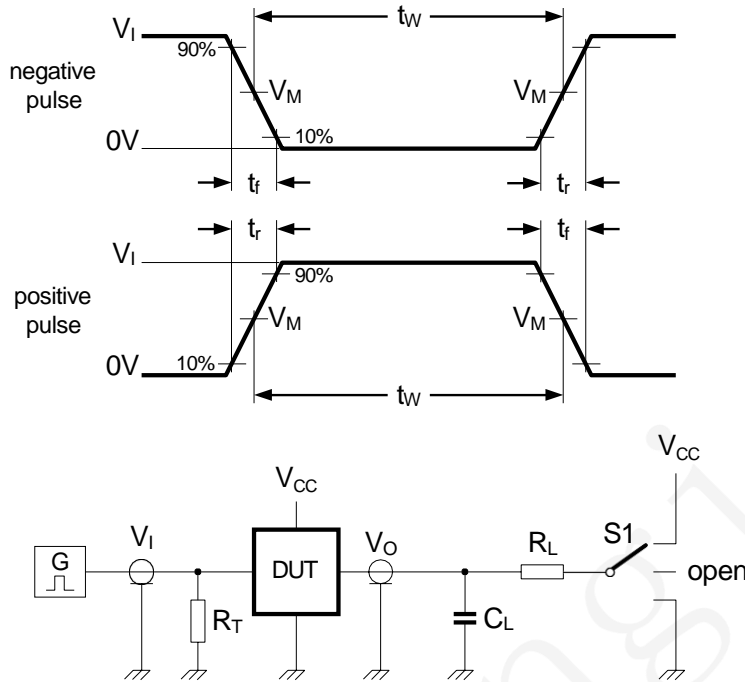 V_I
t_W
90%
negative
pulse
V_M
V_M
10%
0V
t_f
t_r
t_r
t_f
V_I
90%
positive
pulse
V_M
V_M
10%
0V
t_W
V_CC
V_CC
V_I
V_O
R_L
S1
G
DUT
open
R_T
C_L